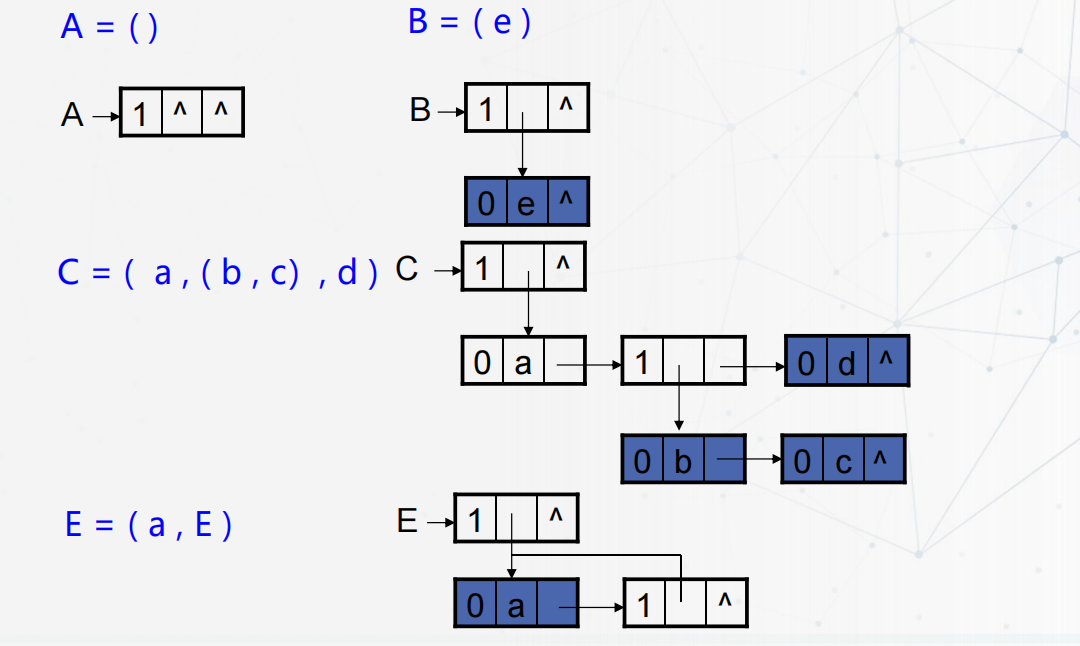 A = ( )
B = ( e )
A 1 ^ ^
B 1 ^
0 e ^
C = ( a , ( b , c ) , d )
C 1 ^
0 a 1 0 d ^
0 b 0 c ^
E = ( a , E )
E 1 ^
0 a 1 ^